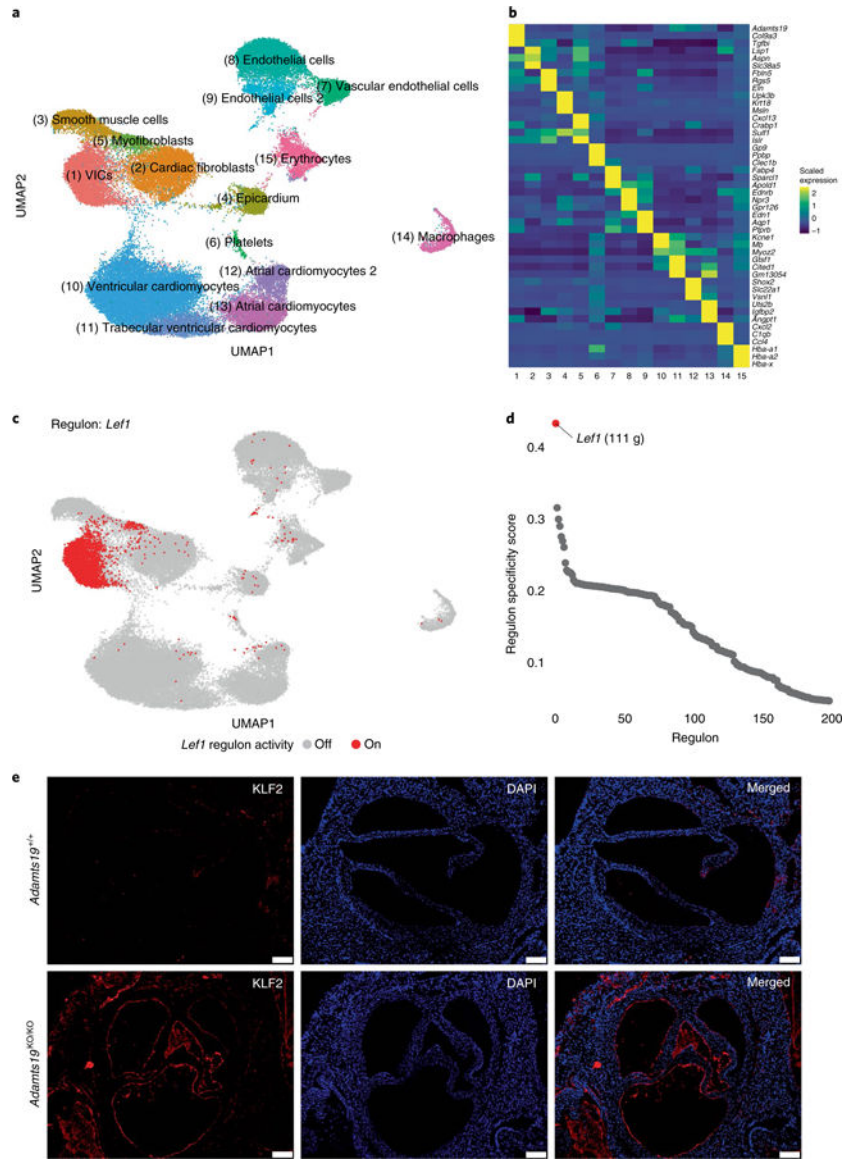 a
(8) Endothelial cells
(7) Vascular endothelial cells
(9) Endothelial cells 2
(3) Smooth muscle cells
(5) Myofibroblasts
(15) Erythrocytes
(2) Cardiac fibroblasts
(1) VICs
(4) Epicardium
(6) Platelets
(14) Macrophages
(12) Atrial cardiomyocytes 2
(10) Ventricular cardiomyocytes
(13) Atrial cardiomyocytes
(11) Trabecular ventricular cardiomyocytes
UMAP2
UMAP1
b
Adamts19
Col9a3
Tgfbi
Lsp1
Aspn
Slc38a5
Fbln5
Rgs5
Eln
Upk3b
Krt18
Msln
Cxcl13
Crabp1
Sulf1
Islr
Gp9
Ppbp
Clec1b
Fabp4
Sparcl1
Apold1
Ednrb
Npr3
Gpr126
Edn1
Aqp1
Ptprb
Kcne1
Mb
Myoz2
Cited1
Gm13054
Shox2
Slc22a1
Vsnl1
Uts2b
Igfbp2
Angpt1
Cxcl2
C1qb
Ccl4
Hba-a1
Hba-a2
Hba-x
1 2 3 4 5 6 7 8 9 10 11 12 13 14 15
Scaled
expression
2
1
0
−1
c
Regulon: Lef1
UMAP2
UMAP1
Lef1 regulon activity Off On
d
Lef1 (111 g)
Regulon specificity score
0.4
0.3
0.2
0.1
0 50 100 150 200
Regulon
e
KLF2 DAPI Merged
Adamts19+/+
KLF2 DAPI Merged
Adamts19KO/KO